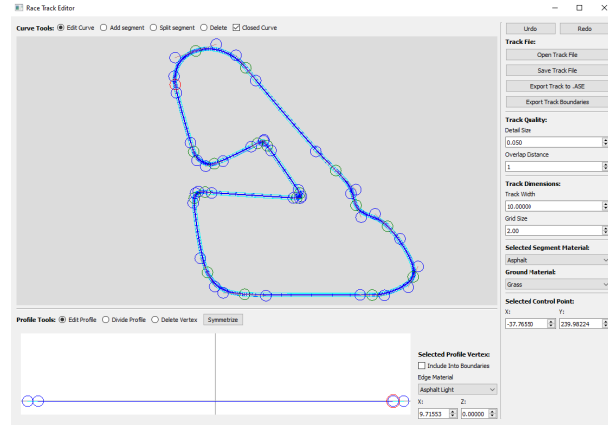 Race Track Editor
Curve Tools: Edit Curve Add segment Split segment Delete Closed Curve
Undo Redo
Track File:
Open Track File
Save Track File
Export Track to .ASE
Export Track Boundaries
Track Quality:
Detail Size
0.050
Overlap Distance
1
Track Dimensions:
Track Width
10.00000
Grid Size
2.00
Selected Segment Material:
Asphalt
Ground Material:
Grass
Selected Control Point:
X: Y:
-37.76550 239.98224
Profile Tools: Edit Profile Divide Profile Delete Vertex Symmetrize
Selected Profile Vertex:
Include Into Boundaries
Edge Material
Asphalt Light
X: Z:
9.71553 0.00000